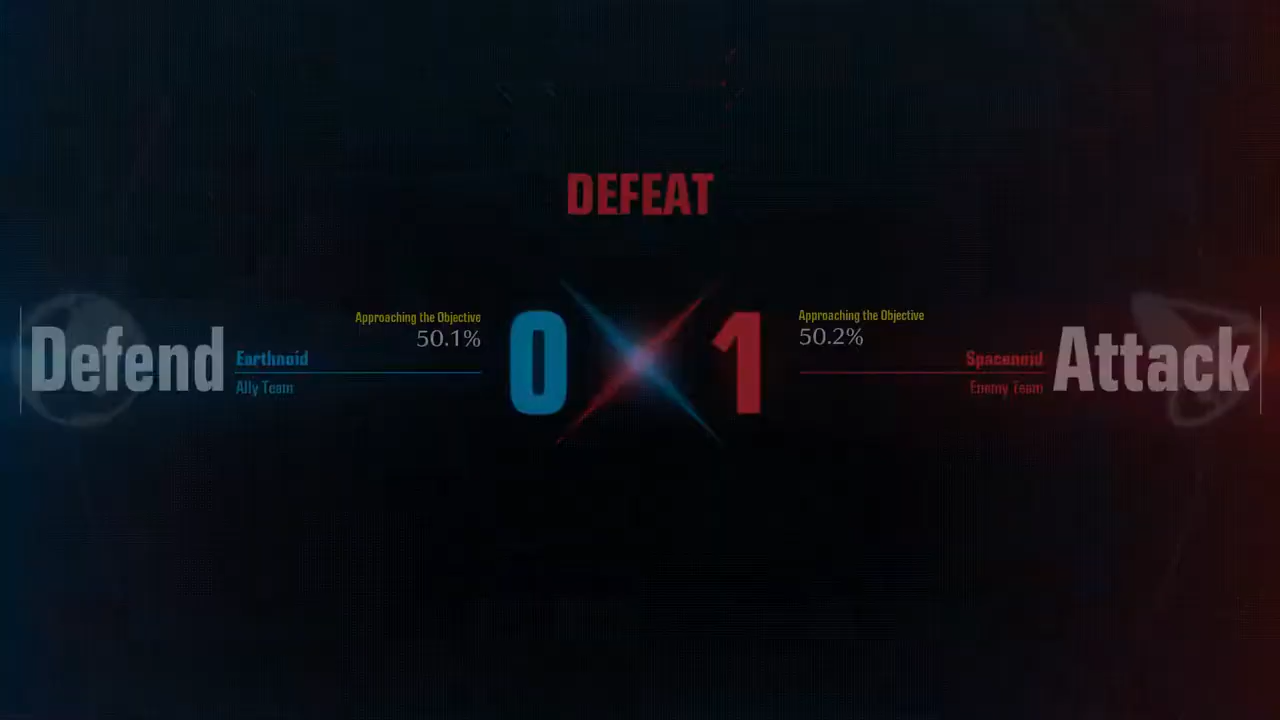 DEFEAT
Defend
Earthnoid
Ally Team
Approaching the Objective
50.1%
0
1
Approaching the Objective
50.2%
Spacenoid
Enemy Team
Attack